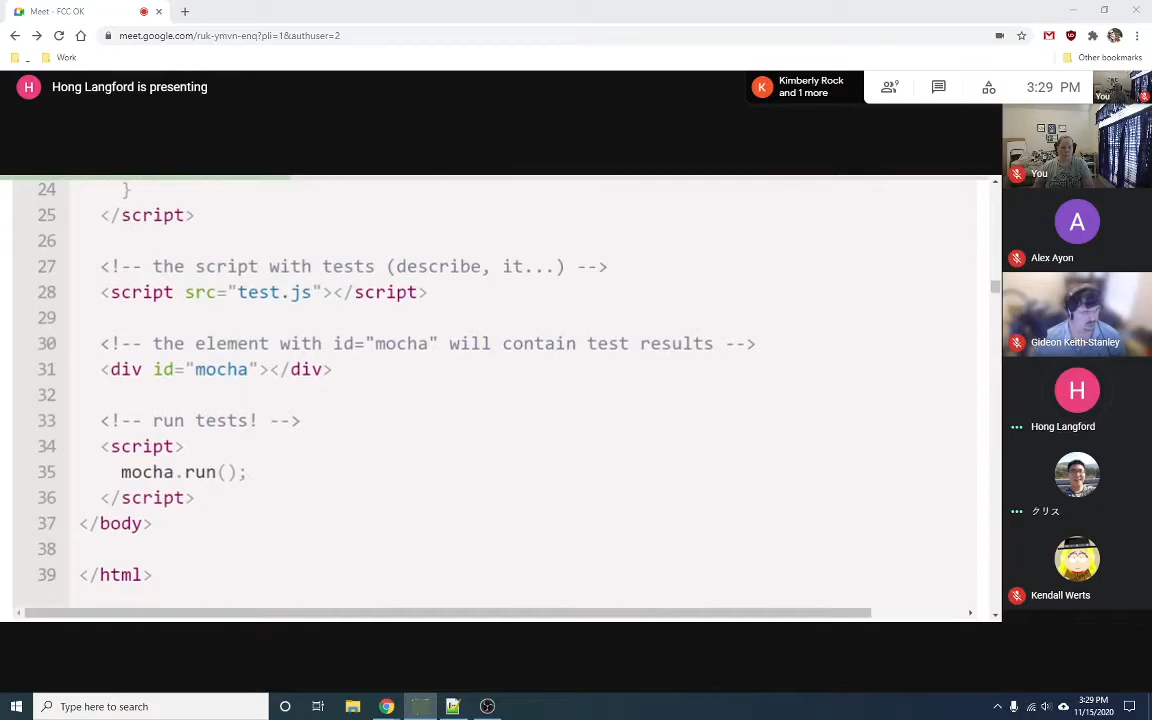 Meet - FCC OK
meet.google.com/ruk-ymvn-enq?pli=1&authuser=2
_
Work
Other bookmarks
H
Hong Langford is presenting
K
Kimberly Rock
and 1 more
3:29 PM
You
24 }
25 </script>
26
27 <!-- the script with tests (describe, it...) -->
28 <script src="test.js"></script>
29
30 <!-- the element with id="mocha" will contain test results -->
31 <div id="mocha"></div>
32
33 <!-- run tests! -->
34 <script>
35 mocha.run();
36 </script>
37 </body>
38
39 </html>
You
A
Alex Ayon
Gideon Keith-Stanley
H
Hong Langford
クリス
Kendall Werts
Type here to search
3:29 PM
11/15/2020